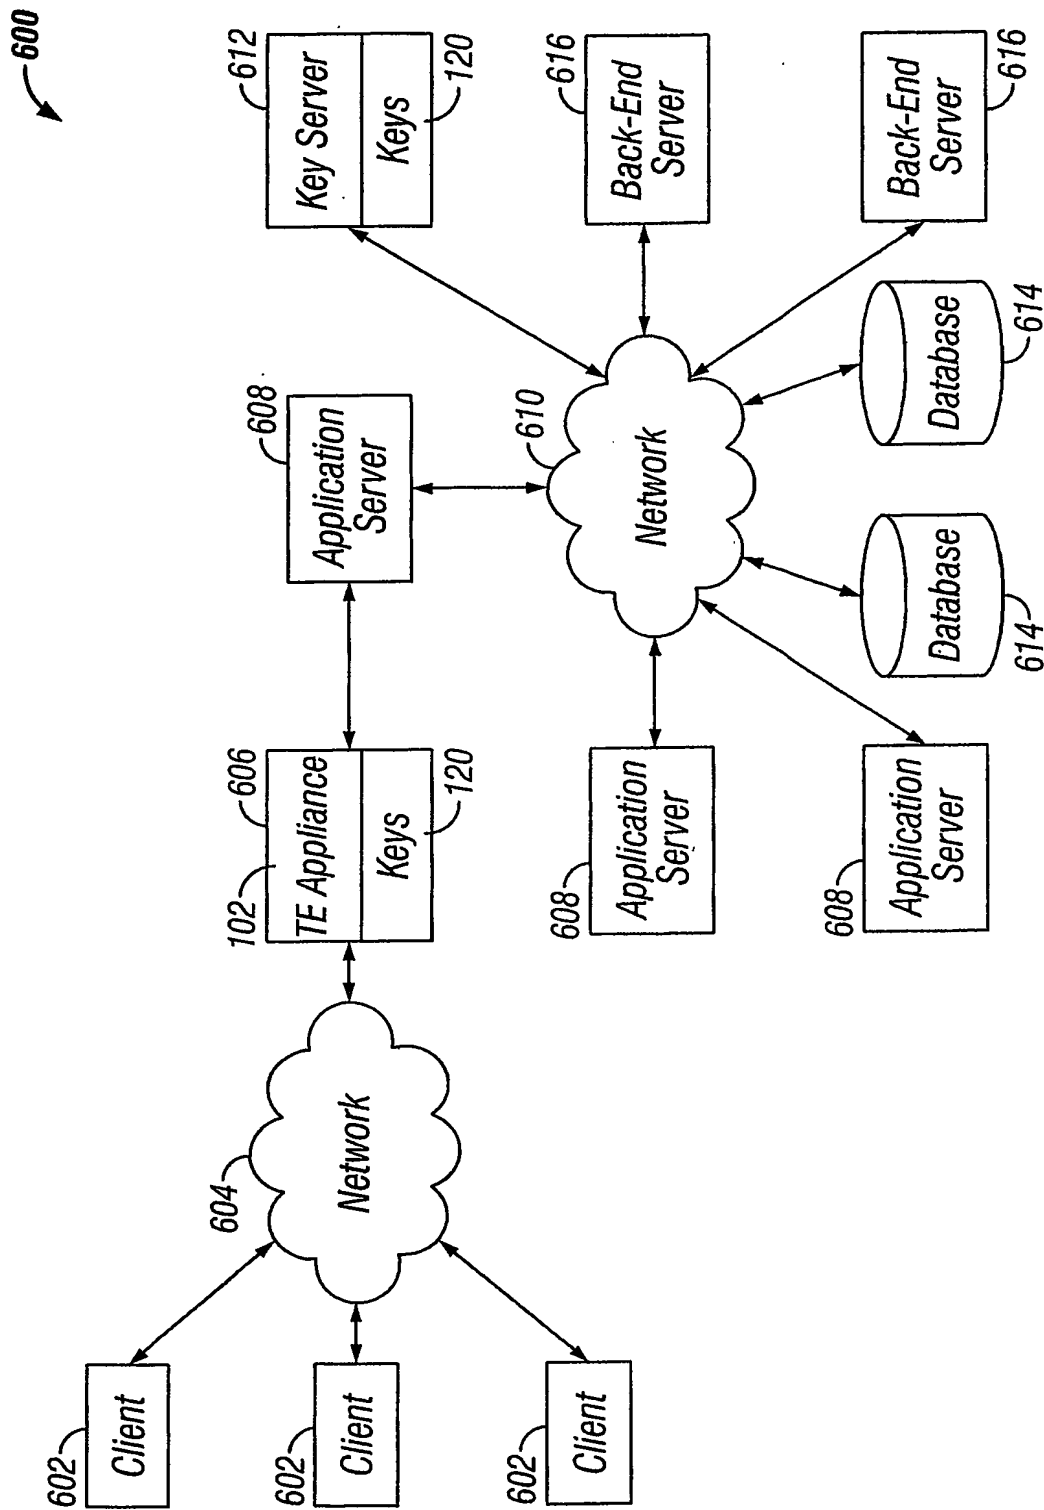 600
602
Client
602
Client
602
Client
604
Network
102
606
TE Appliance
Keys
120
608
Application
Server
610
Network
612
Key Server
Keys
120
616
Back-End
Server
616
Back-End
Server
608
Application
Server
608
Application
Server
Database
614
Database
614